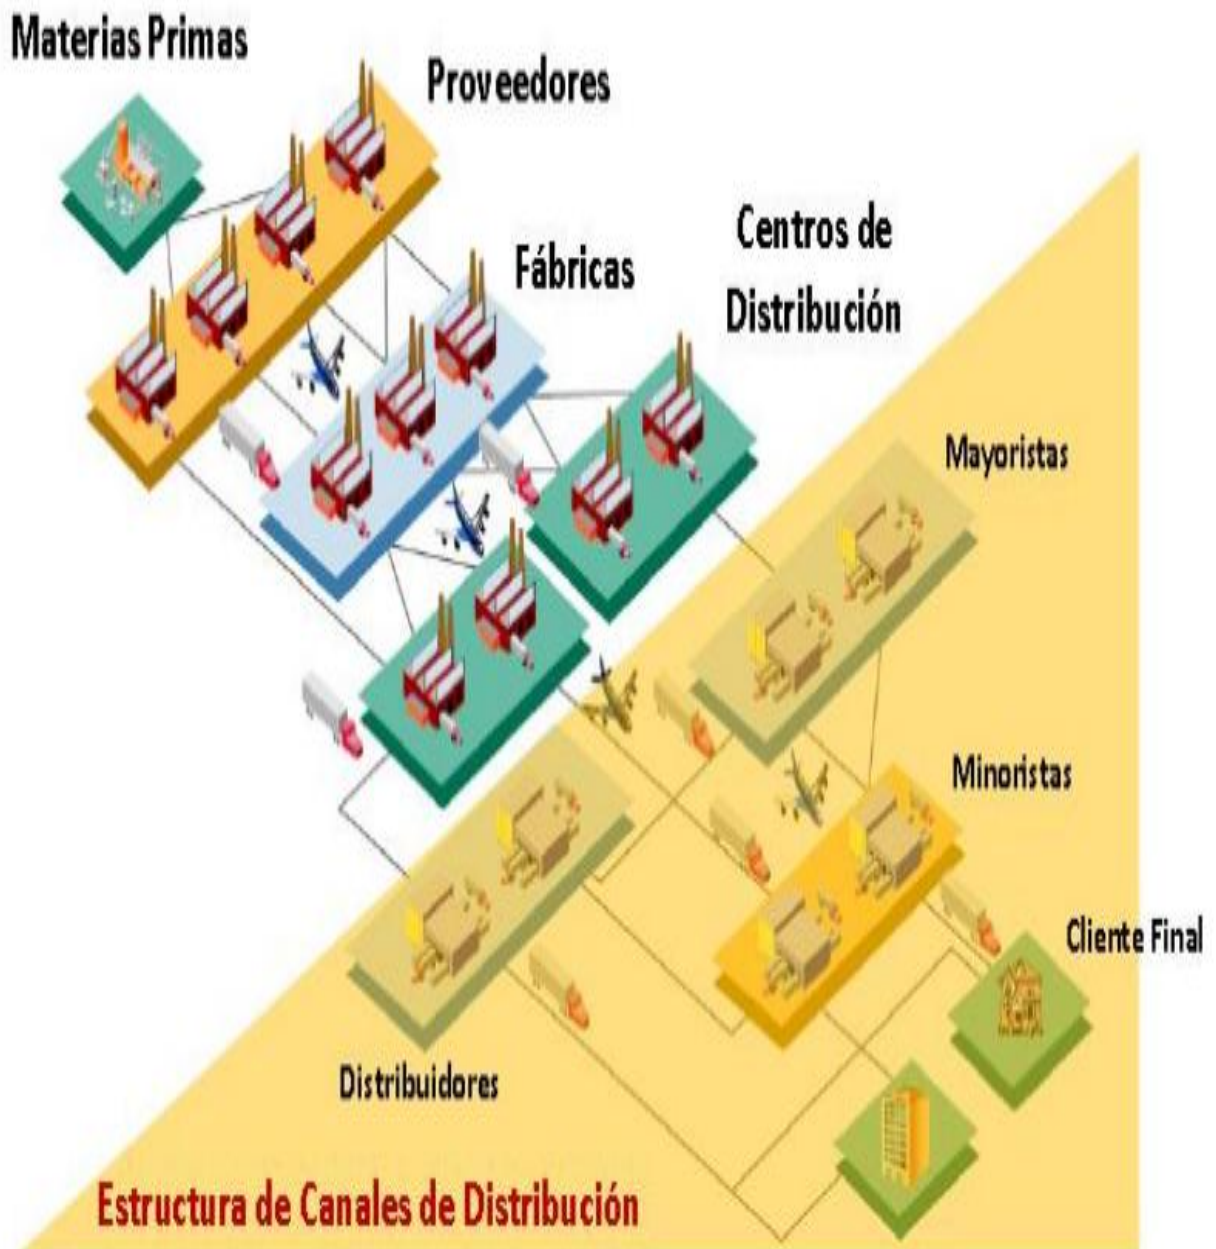 Materias Primas
Proveedores
Fábricas
Centros de
Distribución
Mayoristas
Minoristas
Cliente Final
Distribuidores
Estructura de Canales de Distribución